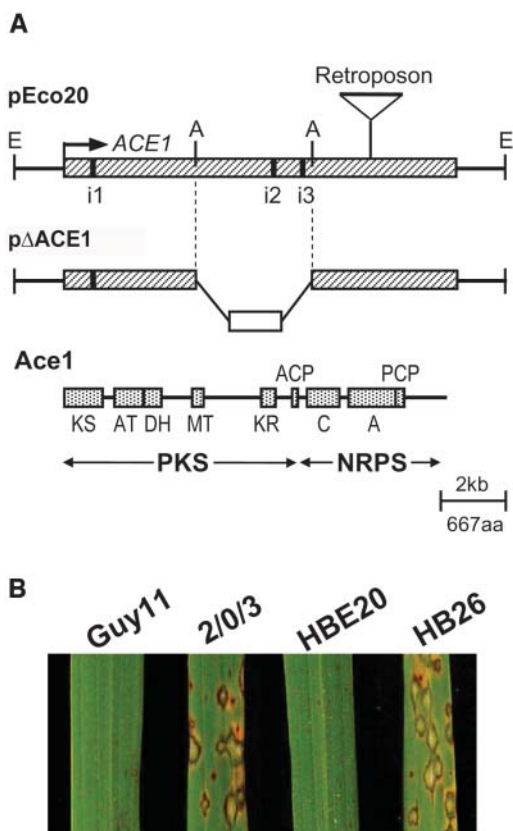 A
Retroposon
pEco20
E A A E
ACE1
i1 i2 i3
pΔACE1
Ace1
ACP PCP
KS AT DH MT KR C A
PKS NRPS
2kb
667aa
B
Guy11 2/0/3 HBE20 HB26